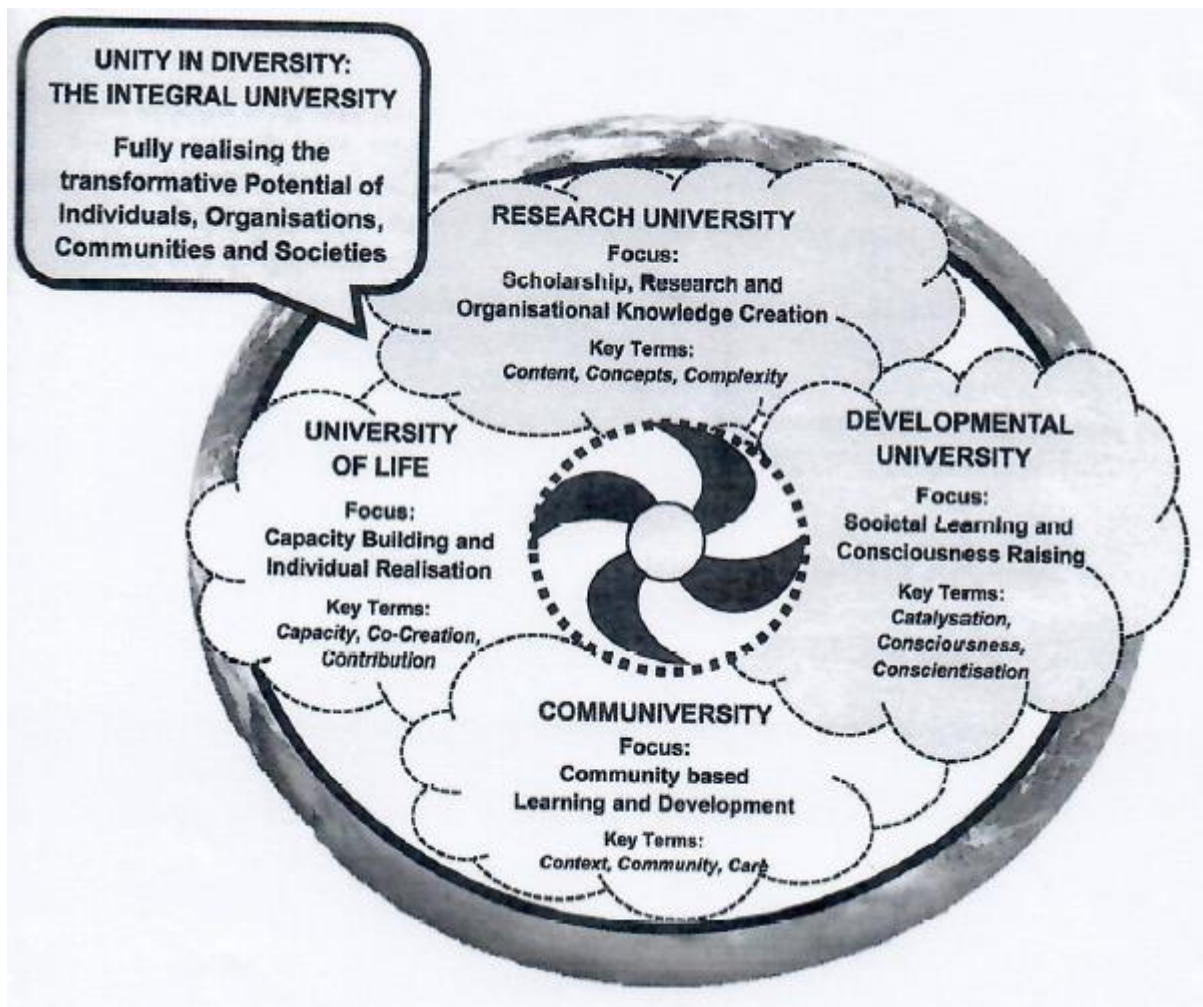 UNITY IN DIVERSITY:
THE INTEGRAL UNIVERSITY
Fully realising the
transformative Potential of
Individuals, Organisations,
Communities and Societies
RESEARCH UNIVERSITY
Focus:
Scholarship, Research and
Organisational Knowledge Creation
Key Terms:
Content, Concepts, Complexity
UNIVERSITY
OF LIFE
Focus:
Capacity Building and
Individual Realisation
Key Terms:
Capacity, Co-Creation,
Contribution
DEVELOPMENTAL
UNIVERSITY
Focus:
Societal Learning and
Consciousness Raising
Key Terms:
Catalysation,
Consciousness,
Conscientisation
COMMUNIVERSITY
Focus:
Community based
Learning and Development
Key Terms:
Context, Community, Care